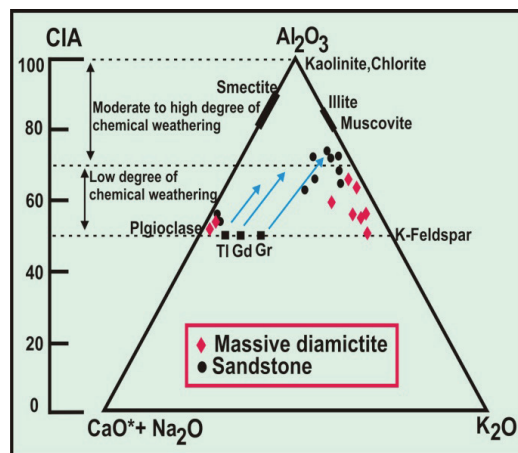 CIA
Al2O3
100
Kaolinite,Chlorite
Smectite
Illite
Moderate to high degree of
chemical weathering
Muscovite
80
Low degree of
chemical weathering
60
Plgioclase
K-Feldspar
Tl Gd Gr
40
Massive diamictite
20
Sandstone
0
CaO*+ Na2O
K2O